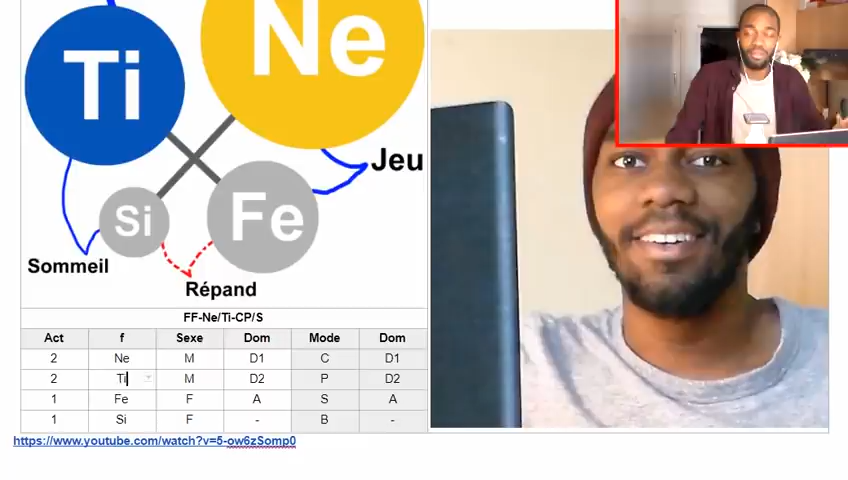 Ne
Ti
Jeu
Si
Fe
Sommeil
Répand
FF-Ne/Ti-CP/S
Act f Sexe Dom Mode Dom
2 Ne M D1 C D1
2 Ti M D2 P D2
1 Fe F A S A
1 Si F - B -
https://www.youtube.com/watch?v=5-ow6zSomp0